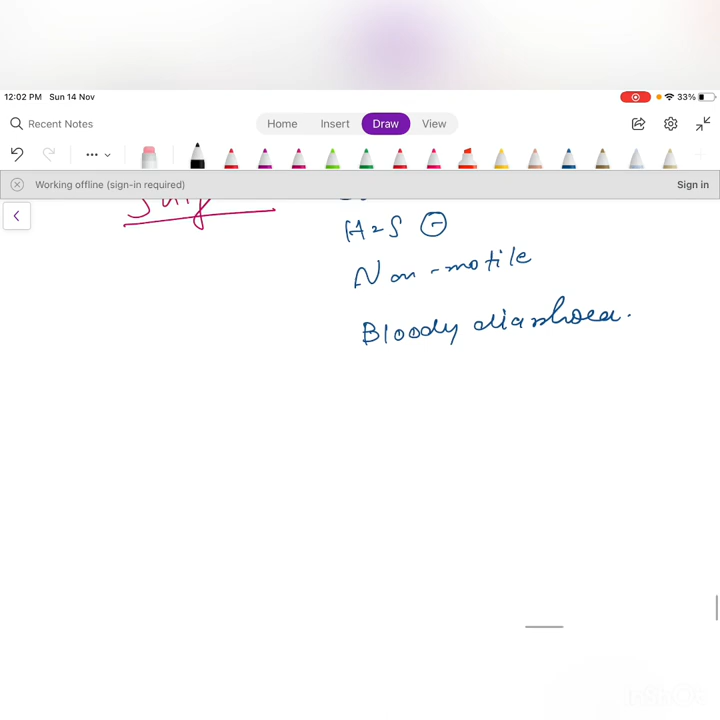 12:02 PM Sun 14 Nov 33%
Recent Notes Home Insert Draw View
Working offline (sign-in required) Sign in
H2S ⊖
Non-motile
Bloody diarrhoea.